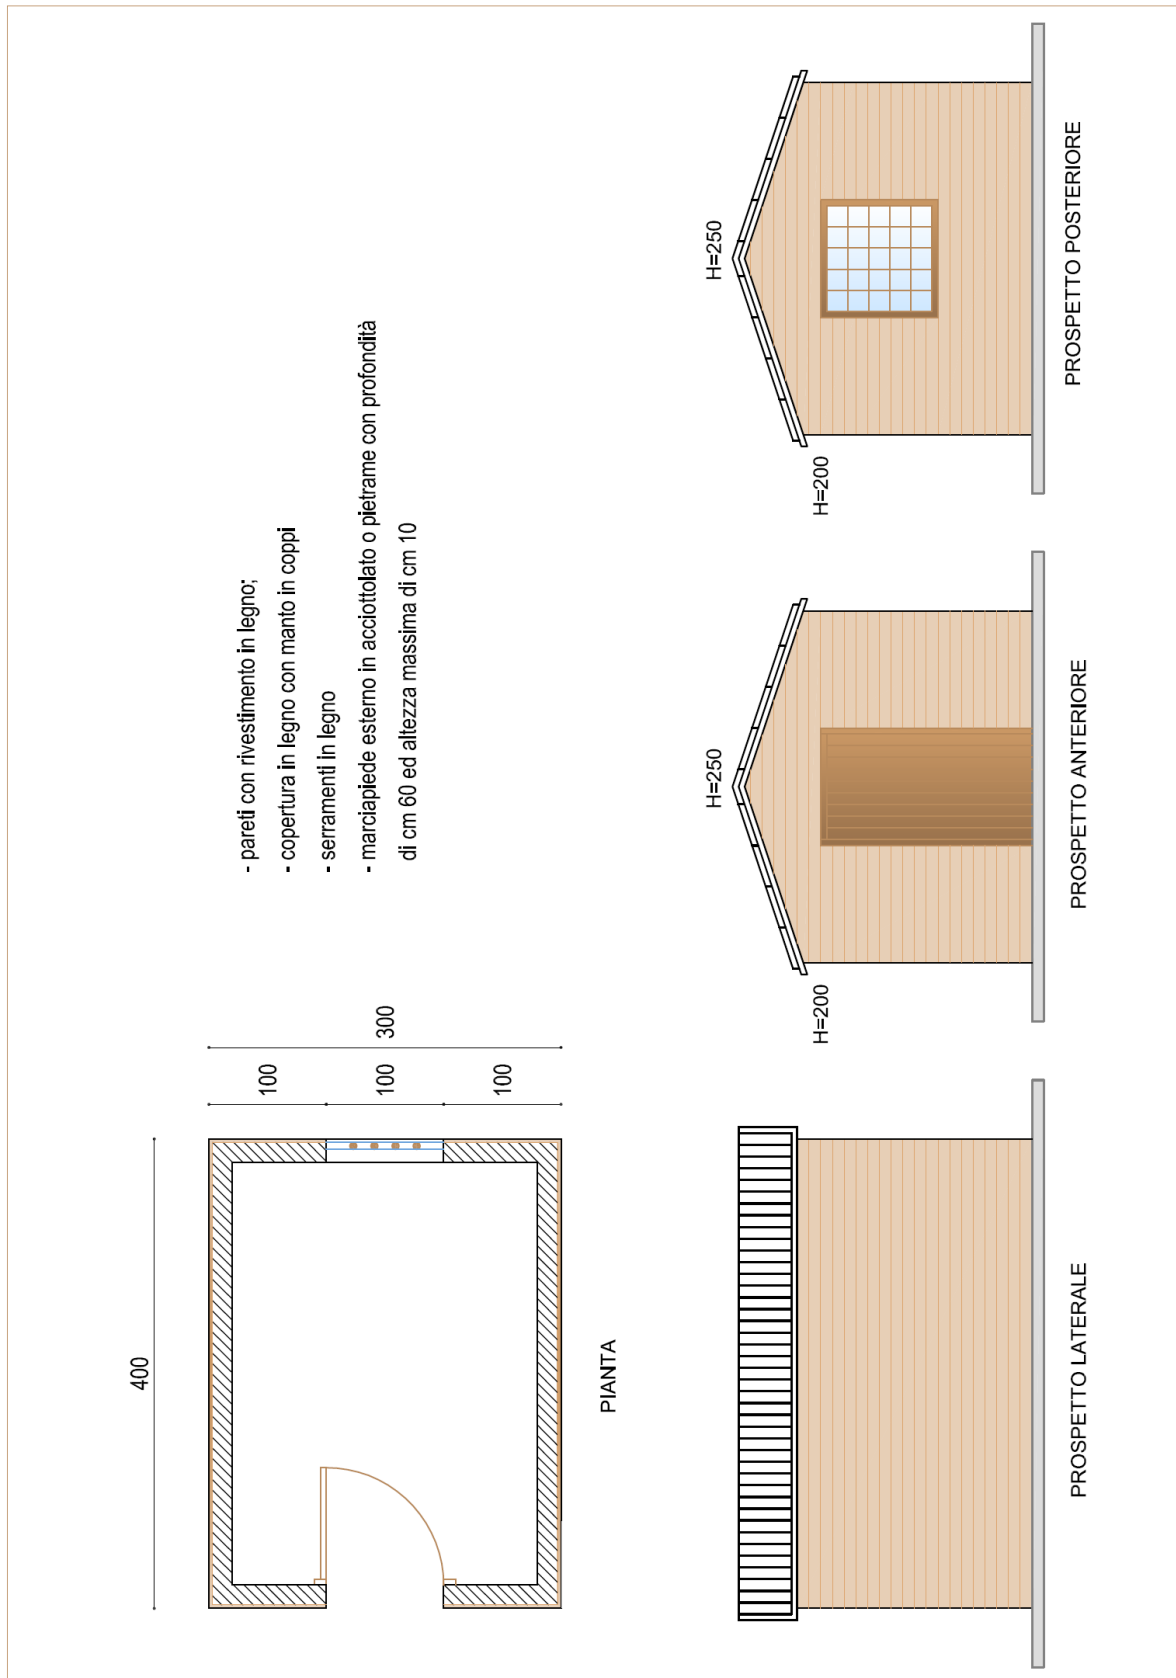 400
300
100
100
100
PIANTA
- pareti con rivestimento in legno;
- copertura in legno con manto in coppi
- serramenti in legno
- marciapiede esterno in acciottolato o pietrame con profondità
di cm 60 ed altezza massima di cm 10
PROSPETTO LATERALE
H=200
H=250
PROSPETTO ANTERIORE
H=200
H=250
PROSPETTO POSTERIORE